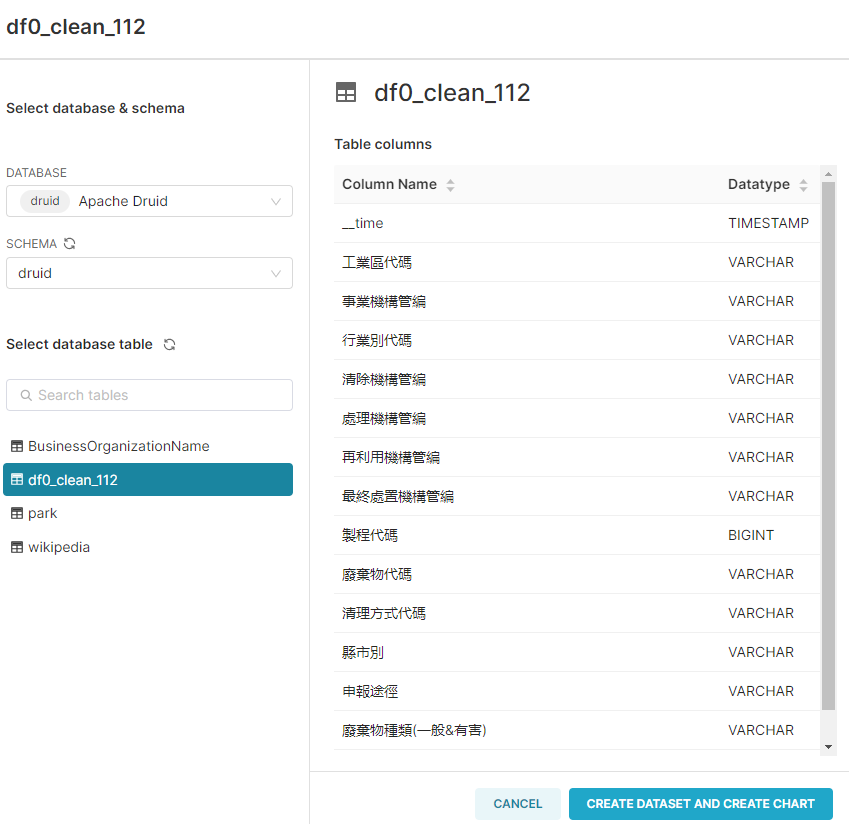 df0_clean_112
Select database & schema
DATABASE
druid Apache Druid
SCHEMA
druid
Select database table
Search tables
BusinessOrganizationName
df0_clean_112
park
wikipedia
df0_clean_112
Table columns
Column Name Datatype
__time TIMESTAMP
工業區代碼 VARCHAR
事業機構管編 VARCHAR
行業別代碼 VARCHAR
清除機構管編 VARCHAR
處理機構管編 VARCHAR
再利用機構管編 VARCHAR
最終處置機構管編 VARCHAR
製程代碼 BIGINT
廢棄物代碼 VARCHAR
清理方式代碼 VARCHAR
縣市別 VARCHAR
申報途徑 VARCHAR
廢棄物種類(一般&有害) VARCHAR
CANCEL CREATE DATASET AND CREATE CHART